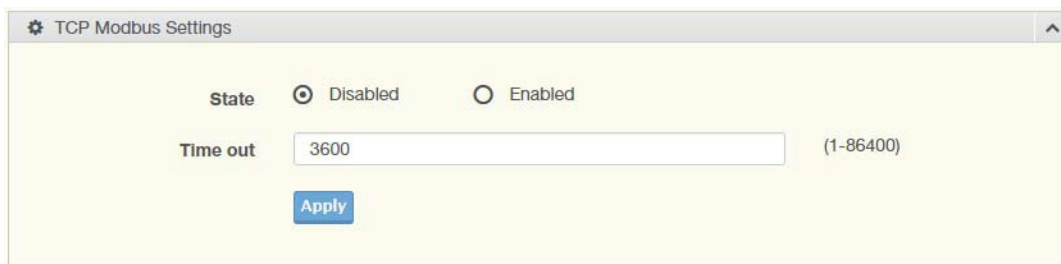 TCP Modbus Settings
State Disabled Enabled
Time out 3600 (1-86400)
Apply